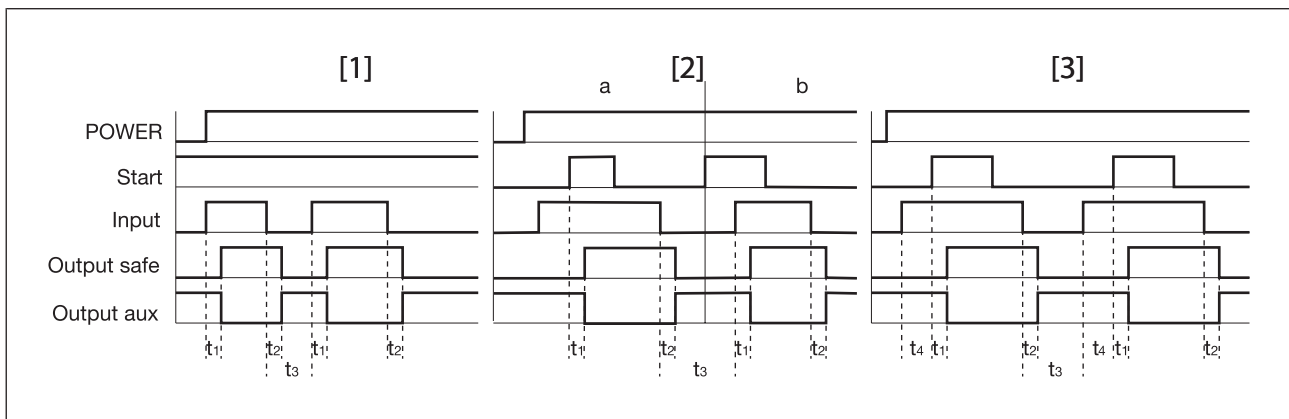 [1] [2] [3]
a b
POWER
Start
Input
Output safe
Output aux
t1 t2 t1 t2 t1 t2 t1 t2 t4 t1 t2 t4 t1 t2
t3 t3 t3